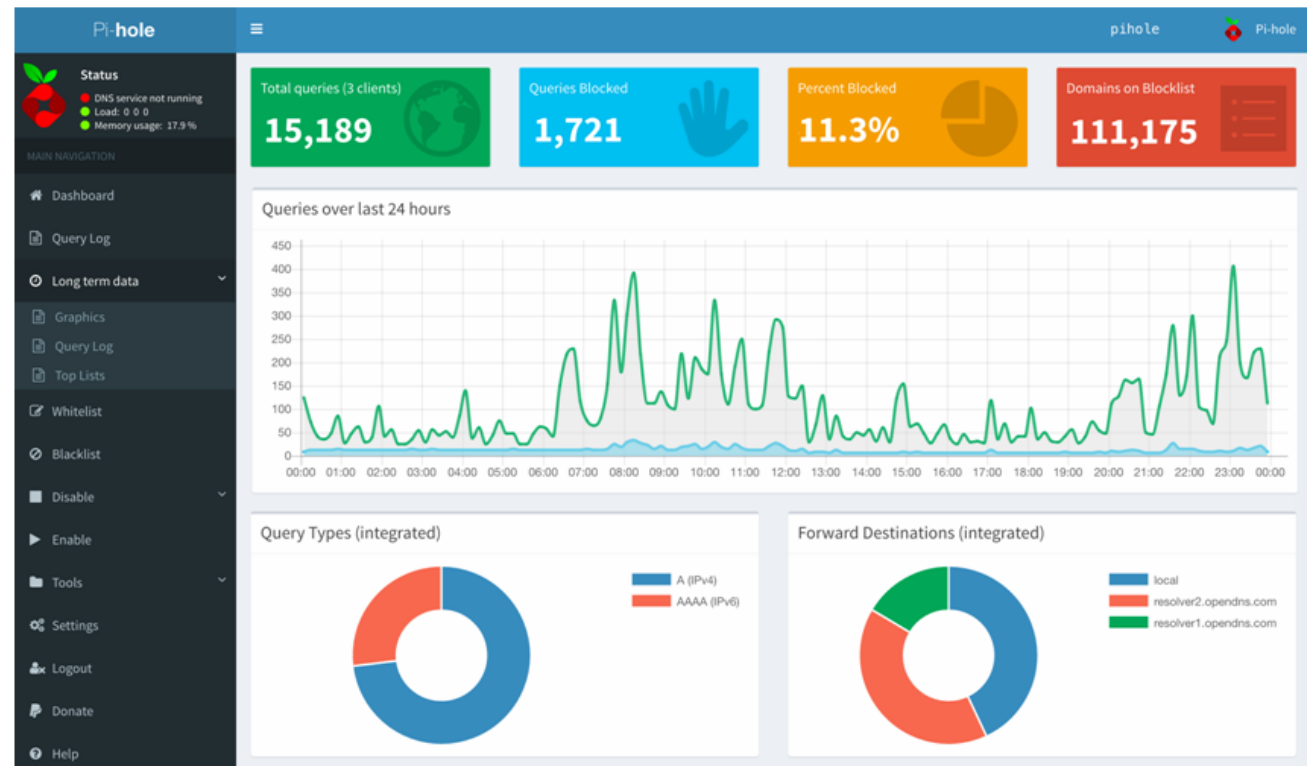 Pi-hole
pihole
Pi-hole
Status
DNS service not running
Load: 0 0 0
Memory usage: 17.9 %
MAIN NAVIGATION
Dashboard
Query Log
Long term data
Graphics
Query Log
Top Lists
Whitelist
Blacklist
Disable
Enable
Tools
Settings
Logout
Donate
Help
Total queries (3 clients)
15,189
Queries Blocked
1,721
Percent Blocked
11.3%
Domains on Blocklist
111,175
Queries over last 24 hours
450
400
350
300
250
200
150
100
50
0
00:00 01:00 02:00 03:00 04:00 05:00 06:00 07:00 08:00 09:00 10:00 11:00 12:00 13:00 14:00 15:00 16:00 17:00 18:00 19:00 20:00 21:00 22:00 23:00 00:00
Query Types (integrated)
A (IPv4)
AAAA (IPv6)
Forward Destinations (integrated)
local
resolver2.opendns.com
resolver1.opendns.com